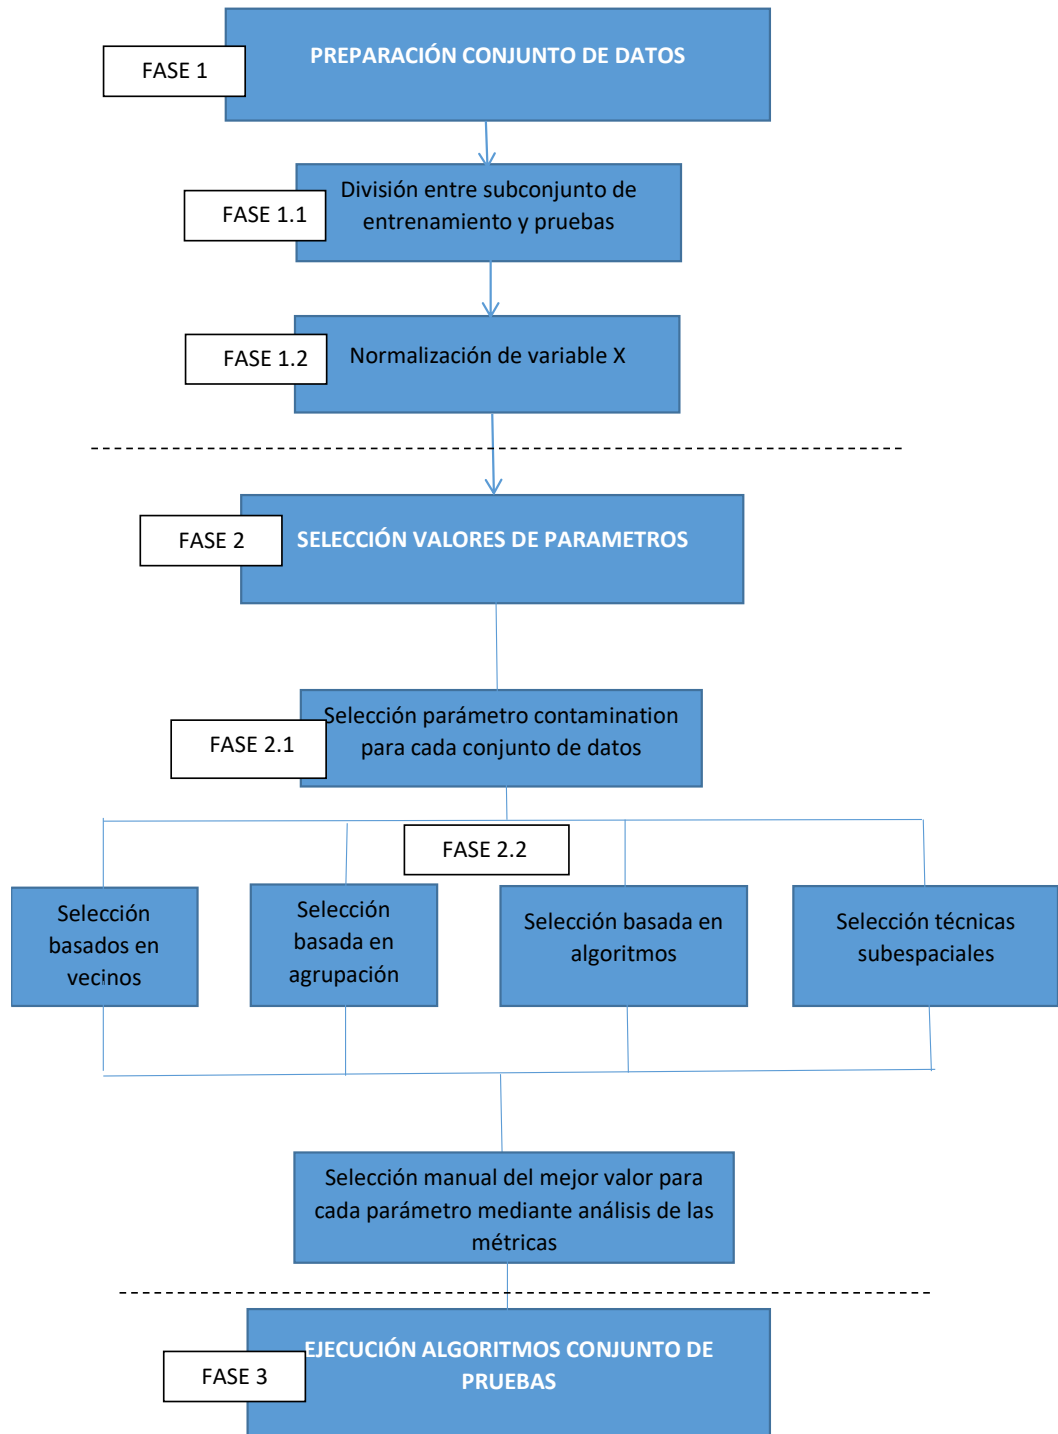 PREPARACIÓN CONJUNTO DE DATOS
FASE 1
División entre subconjunto de
entrenamiento y pruebas
FASE 1.1
Normalización de variable X
FASE 1.2
SELECCIÓN VALORES DE PARAMETROS
FASE 2
Selección parámetro contamination
para cada conjunto de datos
FASE 2.1
FASE 2.2
Selección
basados en
vecinos
Selección
basada en
agrupación
Selección basada en
algoritmos
Selección técnicas
subespaciales
Selección manual del mejor valor para
cada parámetro mediante análisis de las
métricas
EJECUCIÓN ALGORITMOS CONJUNTO DE
PRUEBAS
FASE 3